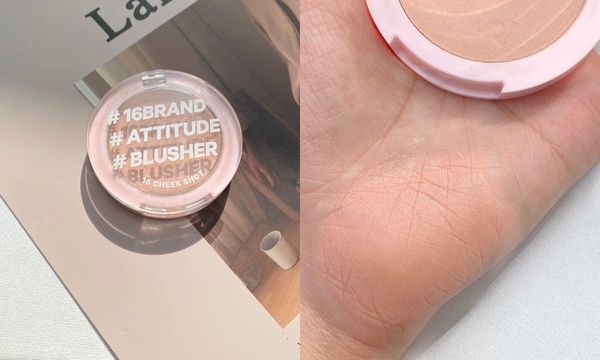 La
# 16BRAND
# ATTITUDE
# BLUSHER
16 CHEEK SHOT